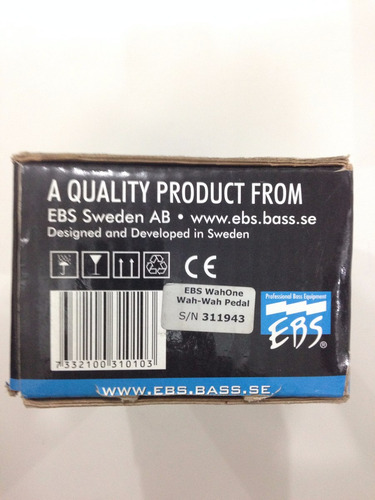 A QUALITY PRODUCT FROM
EBS Sweden AB • www.ebs.bass.se
Designed and Developed in Sweden
CE
EBS WahOne
Wah-Wah Pedal
S/N 311943
Professional Bass Equipment
EBS®
7 332100 310103
WWW.EBS.BASS.SE